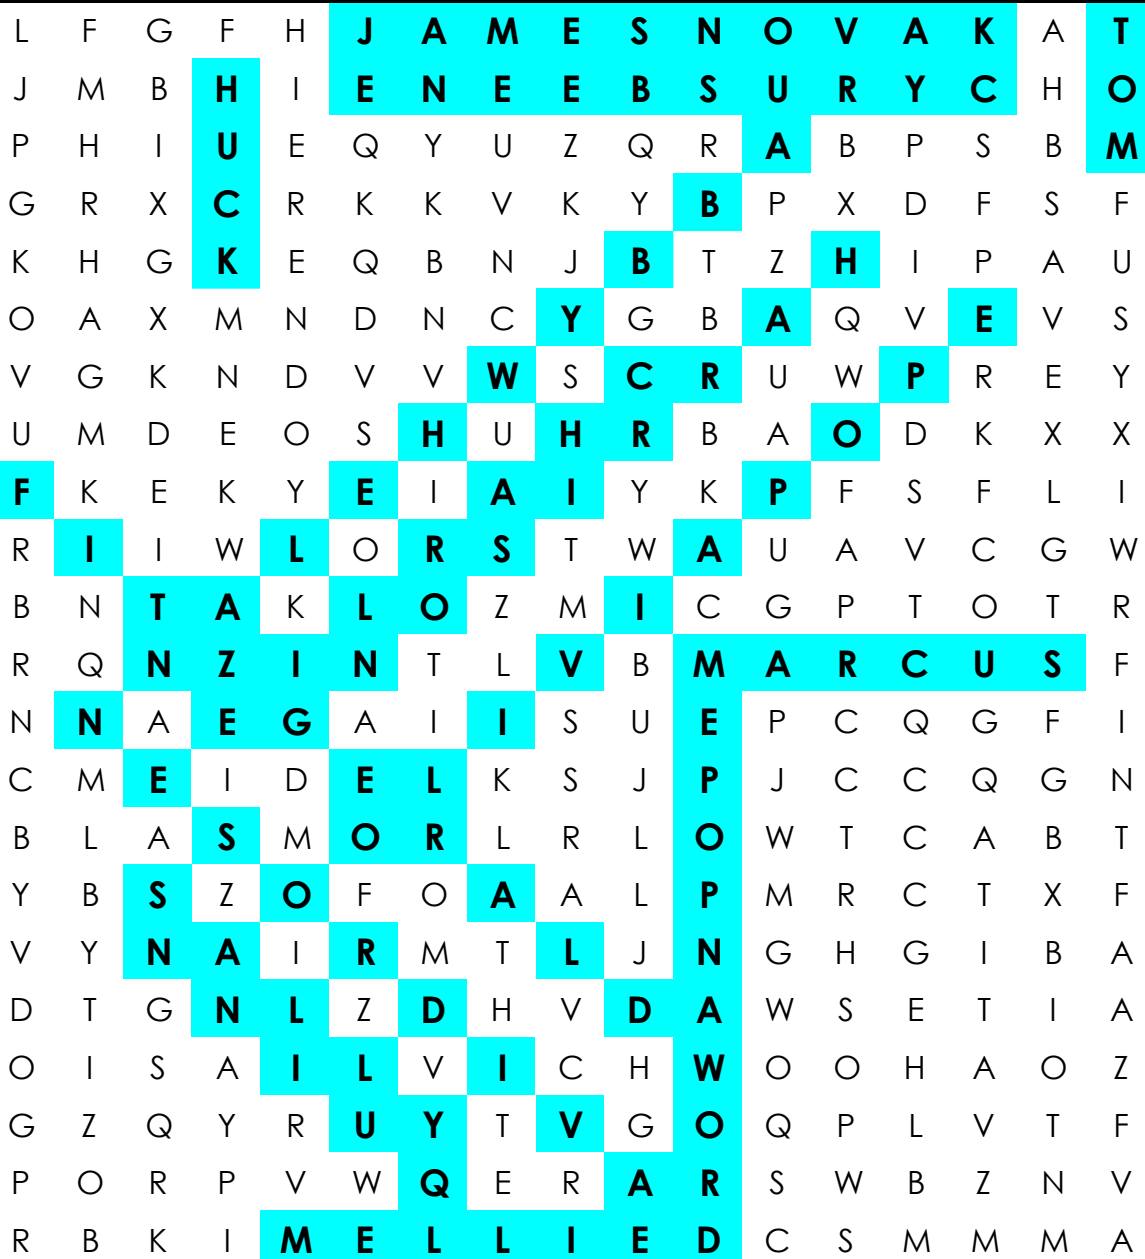 L F G F H J A M E S N O V A K A T
J M B H I E N E E B S U R Y C H O
P H I U E Q Y U Z Q R A B P S B M
G R X C R K K V K Y B P X D F S F
K H G K E Q B N J B T Z H I P A U
O A X M N D N C Y G B A Q V E V S
V G K N D V V W S C R U W P R E Y
U M D E O S H U H R B A O D K X X
F K E K Y E I A I Y K P F S F L I
R I I W L O R S T W A U A V C G W
B N T A K L O Z M I C G P T O T R
R Q N Z I N T L V B M A R C U S F
N N A E G A I I S U E P C Q G F I
C M E I D E L K S J P J C C Q G N
B L A S M O R L R L O W T C A B T
Y B S Z O F O A A L P M R C T X F
V Y N A I R M T L J N G H G I B A
D T G N L Z D H V D A W S E T I A
O I S A I L V I C H W O O H A O Z
G Z Q Y R U Y T V G O Q P L V T F
P O R P V W Q E R A R S W B Z N V
R B K I M E L L I E D C S M M M A